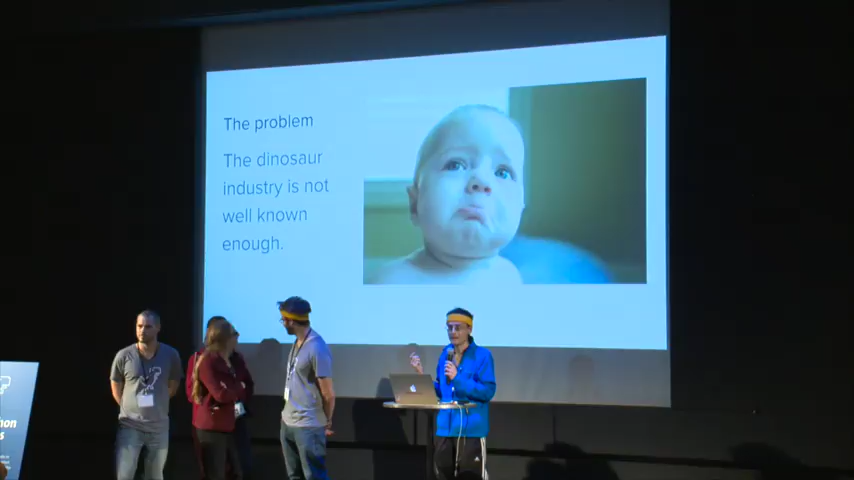 The problem
The dinosaur
industry is not
well known
enough.